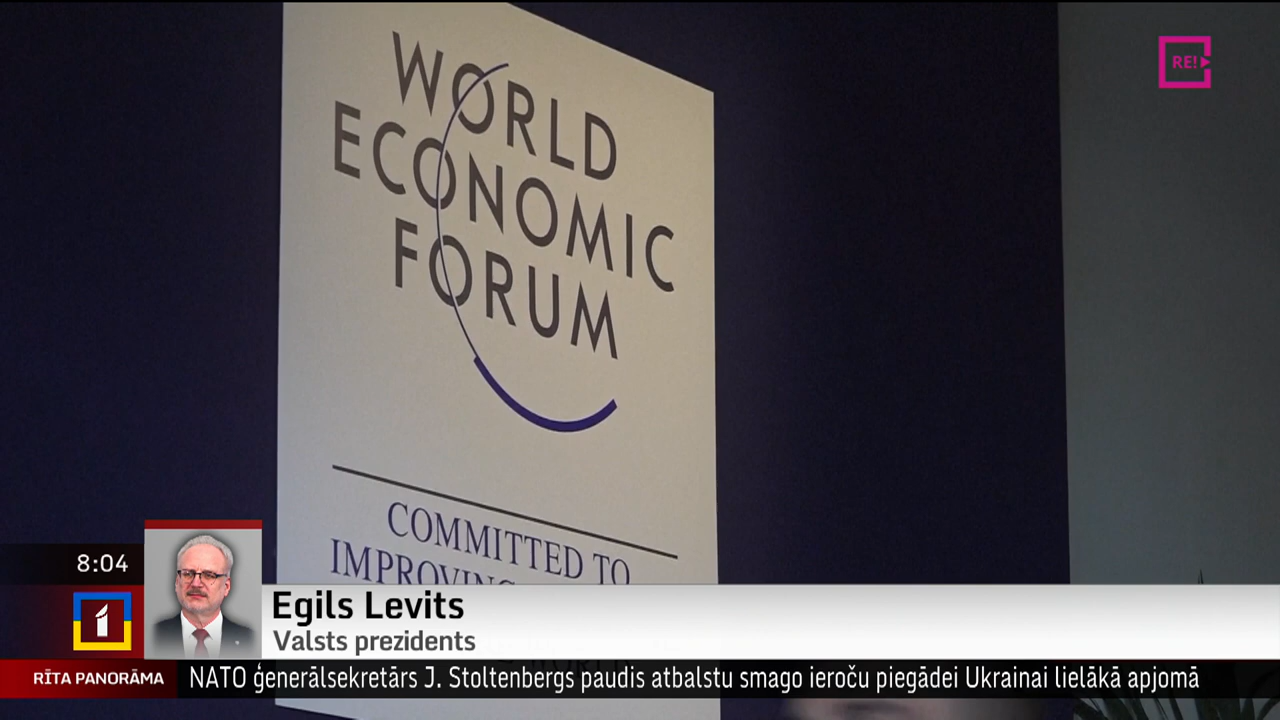 WORLD
ECONOMIC
FORUM
RE!
COMMITTED TO
IMPROVING
8:04
1
Egils Levits
Valsts prezidents
RĪTA PANORĀMA
NATO ģenerālsekretārs J. Stoltenbergs paudis atbalstu smago ieroču piegādei Ukrainai lielākā apjomā